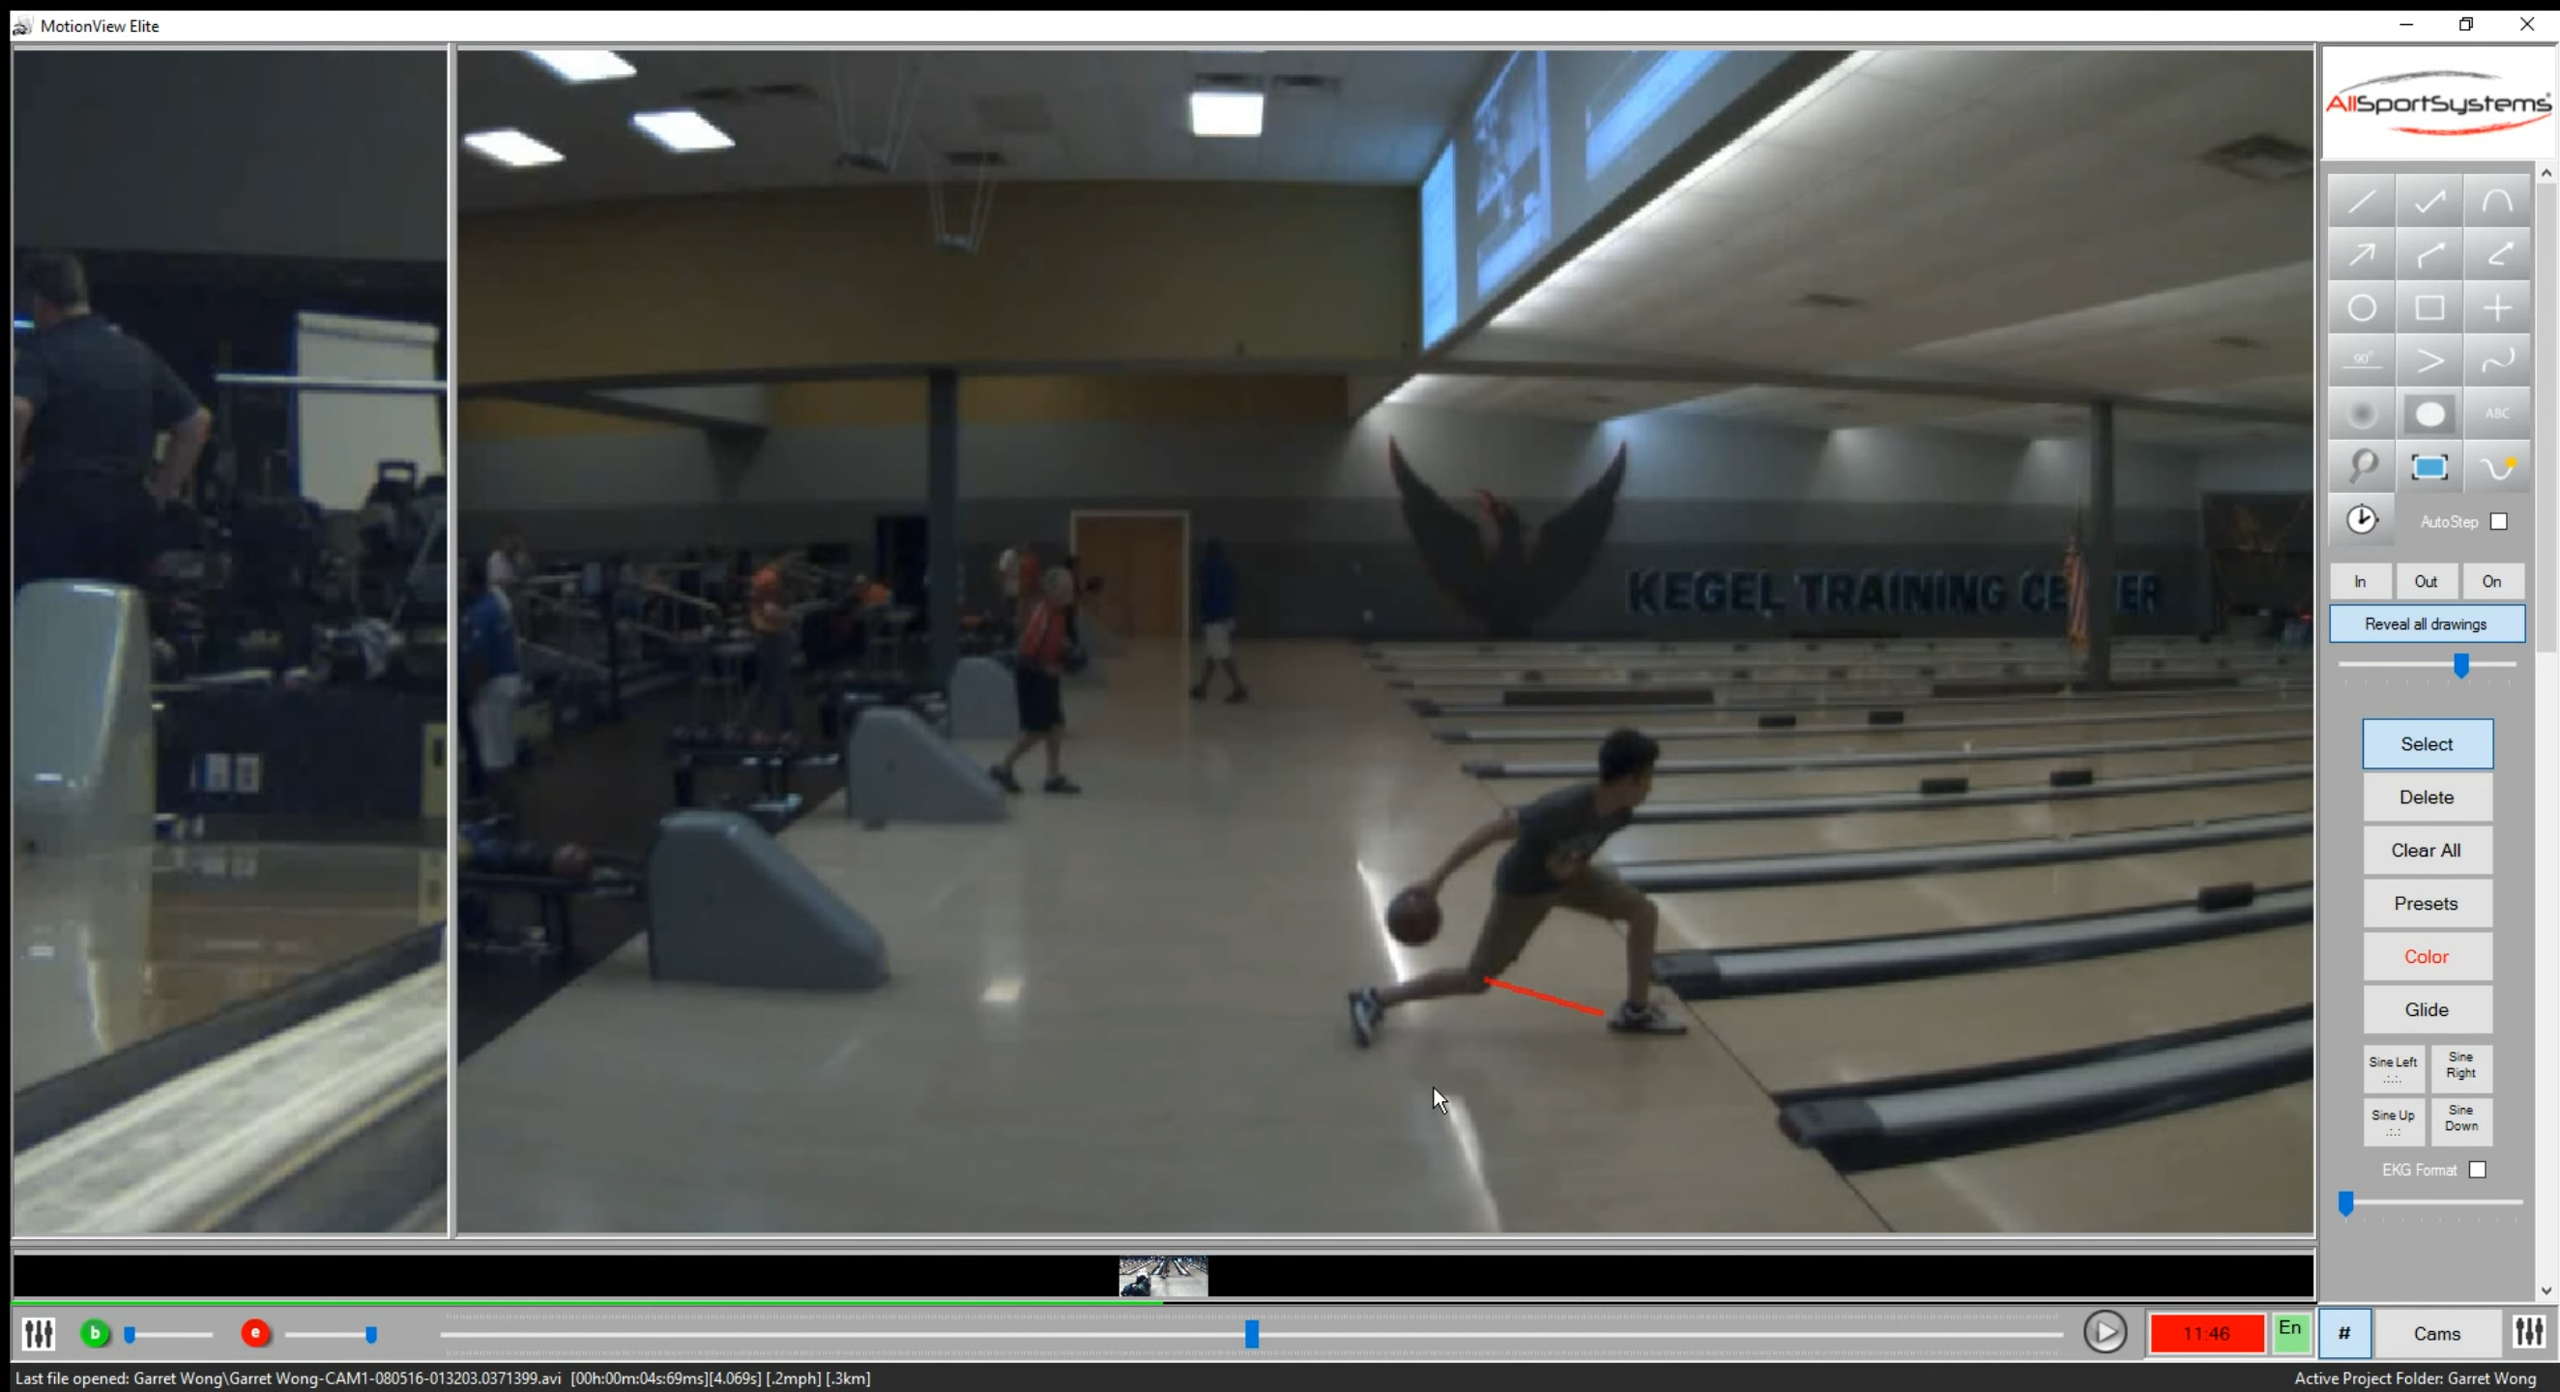 MotionView Elite
AllSportSystems
KEGEL TRAINING CENTER
90°
ABC
AutoStep
In
Out
On
Reveal all drawings
Select
Delete
Clear All
Presets
Color
Glide
Sine Left
Sine Right
Sine Up
Sine Down
EKG Format
b
e
11:46
En
#
Cams
Last file opened: Garret Wong\Garret Wong-CAM1-080516-013203.0371399.avi [00h:00m:04s:69ms][4.069s] [.2mph] [.3km]
Active Project Folder: Garret Wong